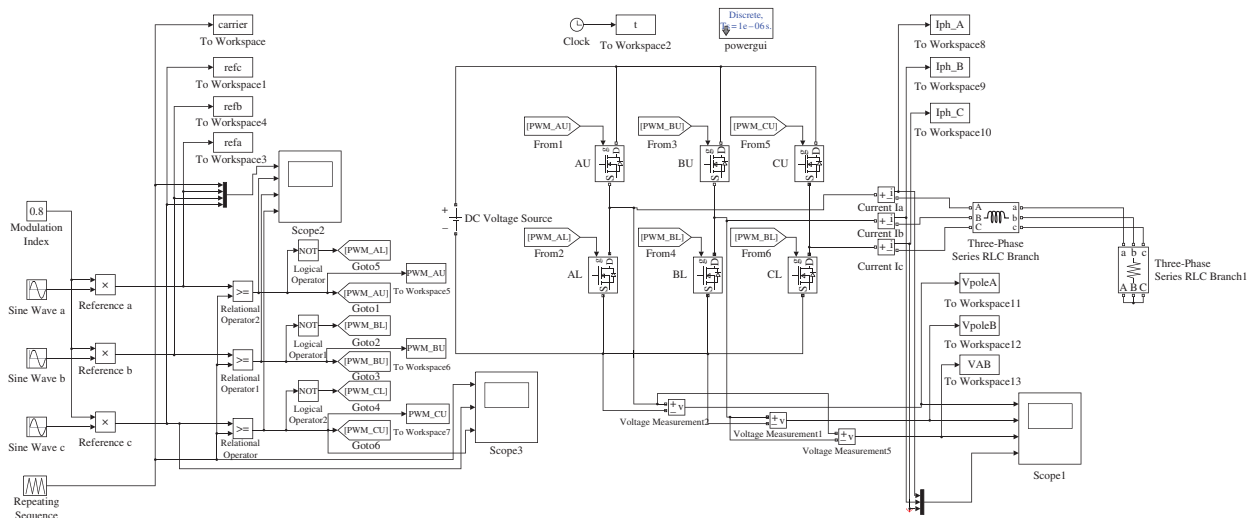 carrier
To Workspace
refc
To Workspace1
refb
To Workspace4
refa
To Workspace3
Scope2
0.8
Modulation
Index
Sine Wave a
×
Reference a
>=
Relational
Operator2
NOT
Logical
Operator
[PWM_AL]
Goto5
PWM_AU
To Workspace5
[PWM_AU]
Goto1
Sine Wave b
×
Reference b
>=
Relational
Operator1
NOT
Logical
Operator1
[PWM_BL]
Goto2
PWM_BU
To Workspace6
[PWM_BU]
Goto3
Sine Wave c
×
Reference c
>=
Relational
Operator
NOT
Logical
Operator2
[PWM_CL]
Goto4
PWM_CU
To Workspace7
[PWM_CU]
Goto6
Scope3
Repeating
Sequence
Clock
t
To Workspace2
Discrete,
Ts = 1e-06s.
powergui
+
−
DC Voltage Source
[PWM_AU]
From1
g D
S
AU
[PWM_BU]
From3
g D
S
BU
[PWM_CU]
From5
g D
S
CU
[PWM_AL]
From2
g D
S
AL
[PWM_BL]
From4
g D
S
BL
[PWM_BL]
From6
g D
S
CL
Iph_A
To Workspace8
Iph_B
To Workspace9
Iph_C
To Workspace10
+ i −
Current Ia
+ i −
Current Ib
+ i −
Current Ic
A a
B b
C c
Three-Phase
Series RLC Branch
a b c
A B C
Three-Phase
Series RLC Branch1
VpoleA
To Workspace11
VpoleB
To Workspace12
VAB
To Workspace13
+ − v
Voltage Measurement2
+ − v
Voltage Measurement1
+ − v
Voltage Measurement5
Scope1